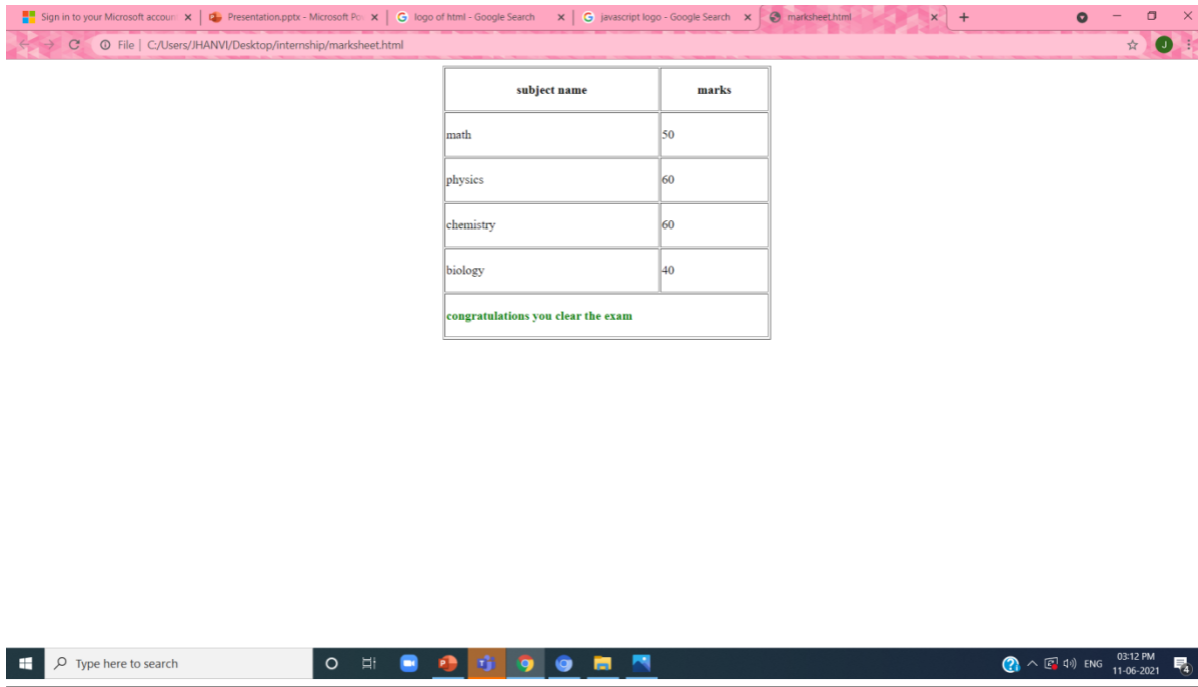 Sign in to your Microsoft accoun
Presentation.pptx - Microsoft Po
logo of html - Google Search
javascript logo - Google Search
marksheet.html
File | C:/Users/JHANVI/Desktop/internship/marksheet.html
J
subject name marks
math 50
physics 60
chemistry 60
biology 40
congratulations you clear the exam
Type here to search
ENG
03:12 PM
11-06-2021
4